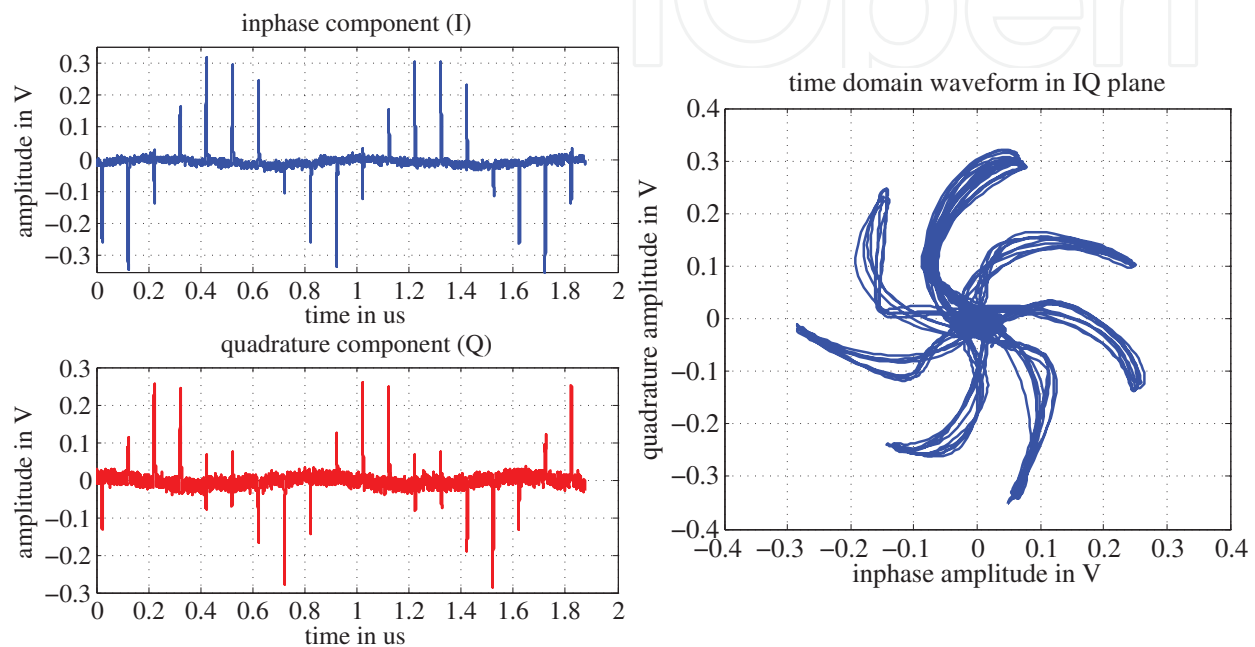 iOpen
inphase component (I)
0.3
0.2
0.1
0
−0.1
−0.2
−0.3
amplitude in V
0 0.2 0.4 0.6 0.8 1 1.2 1.4 1.6 1.8 2
time in us
quadrature component (Q)
0.3
0.2
0.1
0
−0.1
−0.2
−0.3
amplitude in V
0 0.2 0.4 0.6 0.8 1 1.2 1.4 1.6 1.8 2
time in us
time domain waveform in IQ plane
0.4
0.3
0.2
0.1
0
−0.1
−0.2
−0.3
−0.4
quadrature amplitude in V
−0.4 −0.3 −0.2 −0.1 0 0.1 0.2 0.3 0.4
inphase amplitude in V